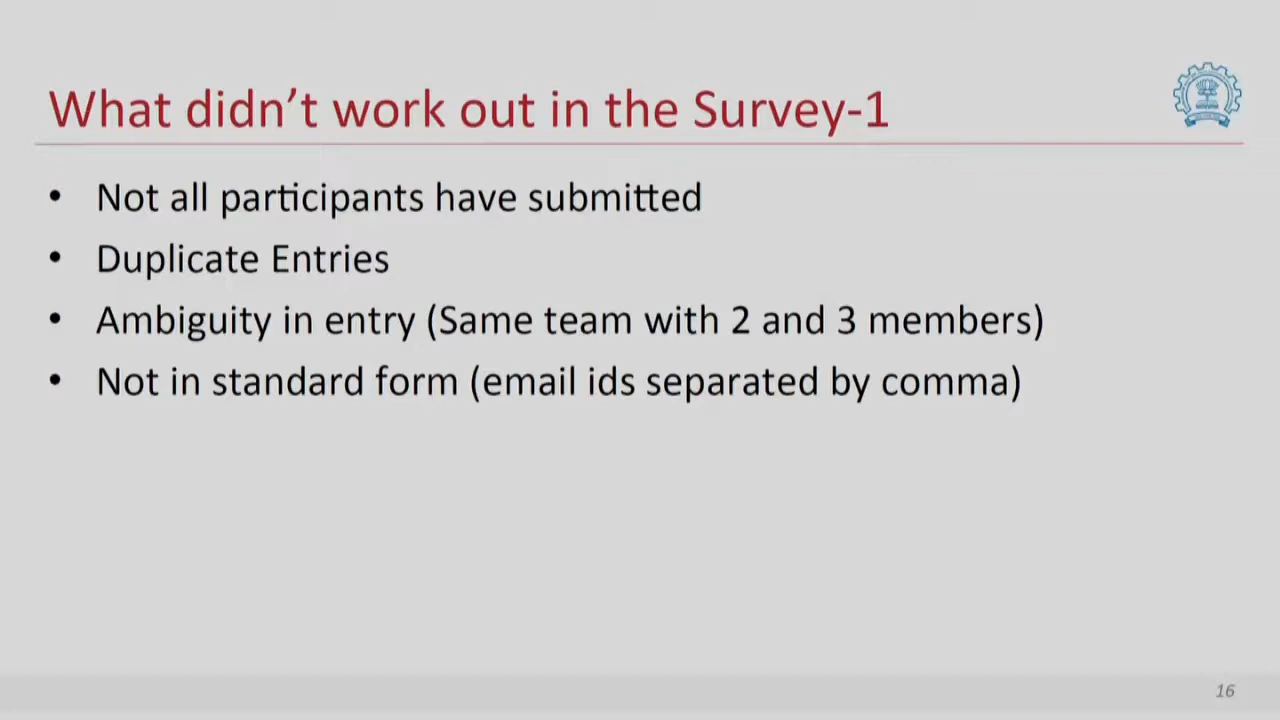 What didn't work out in the Survey-1
• Not all participants have submitted
• Duplicate Entries
• Ambiguity in entry (Same team with 2 and 3 members)
• Not in standard form (email ids separated by comma)
16